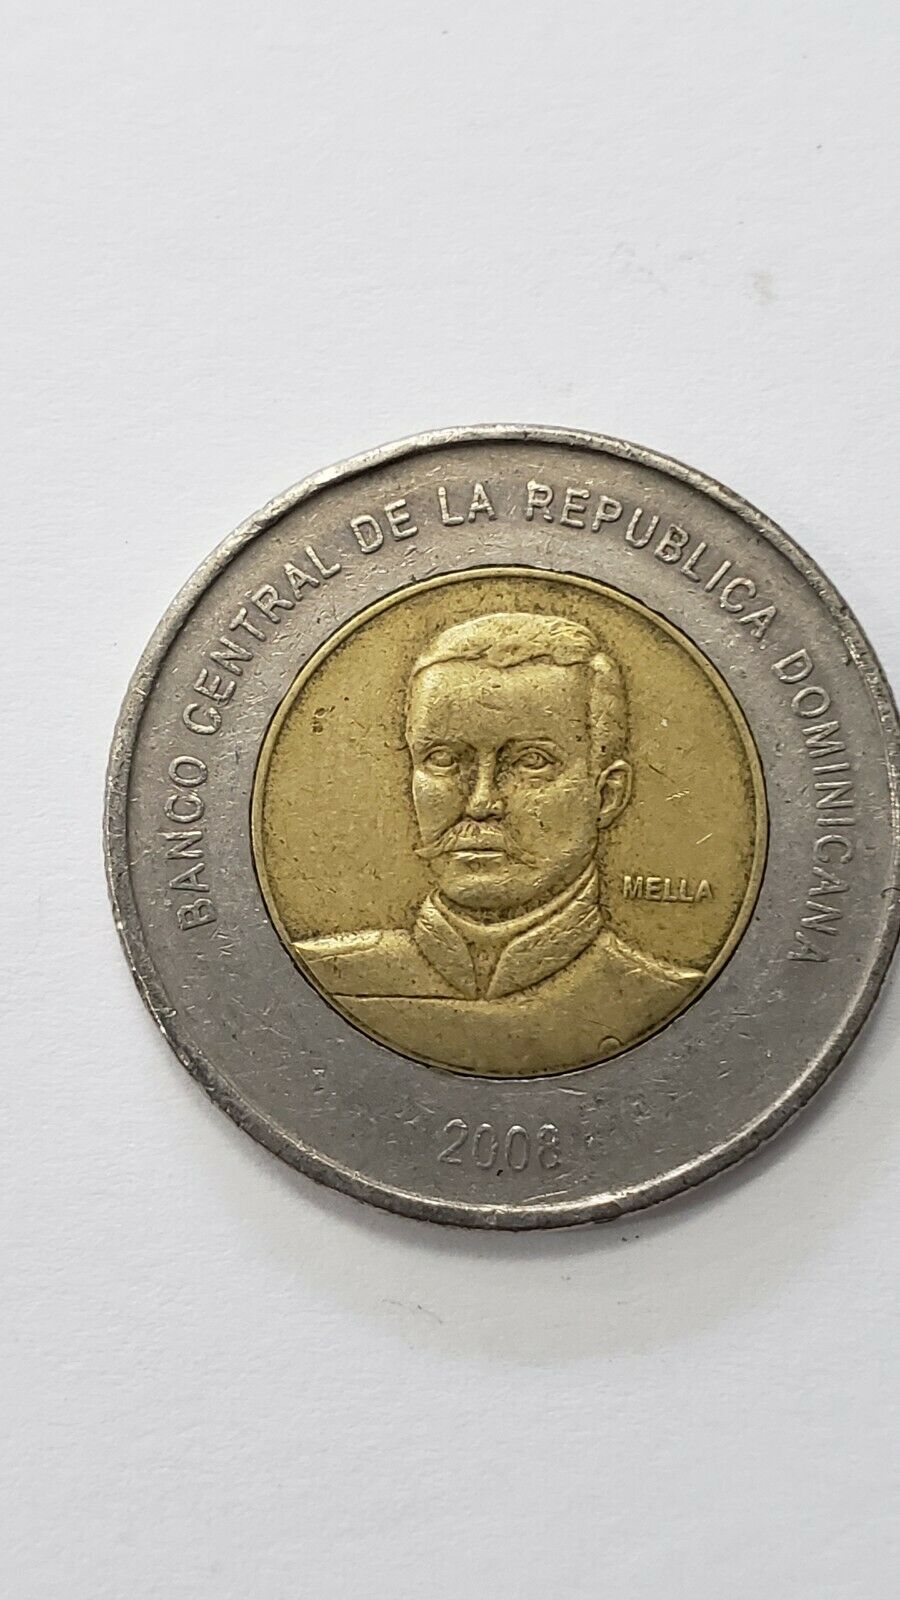 BANCO CENTRAL DE LA REPUBLICA DOMINICANA
MELLA
2008